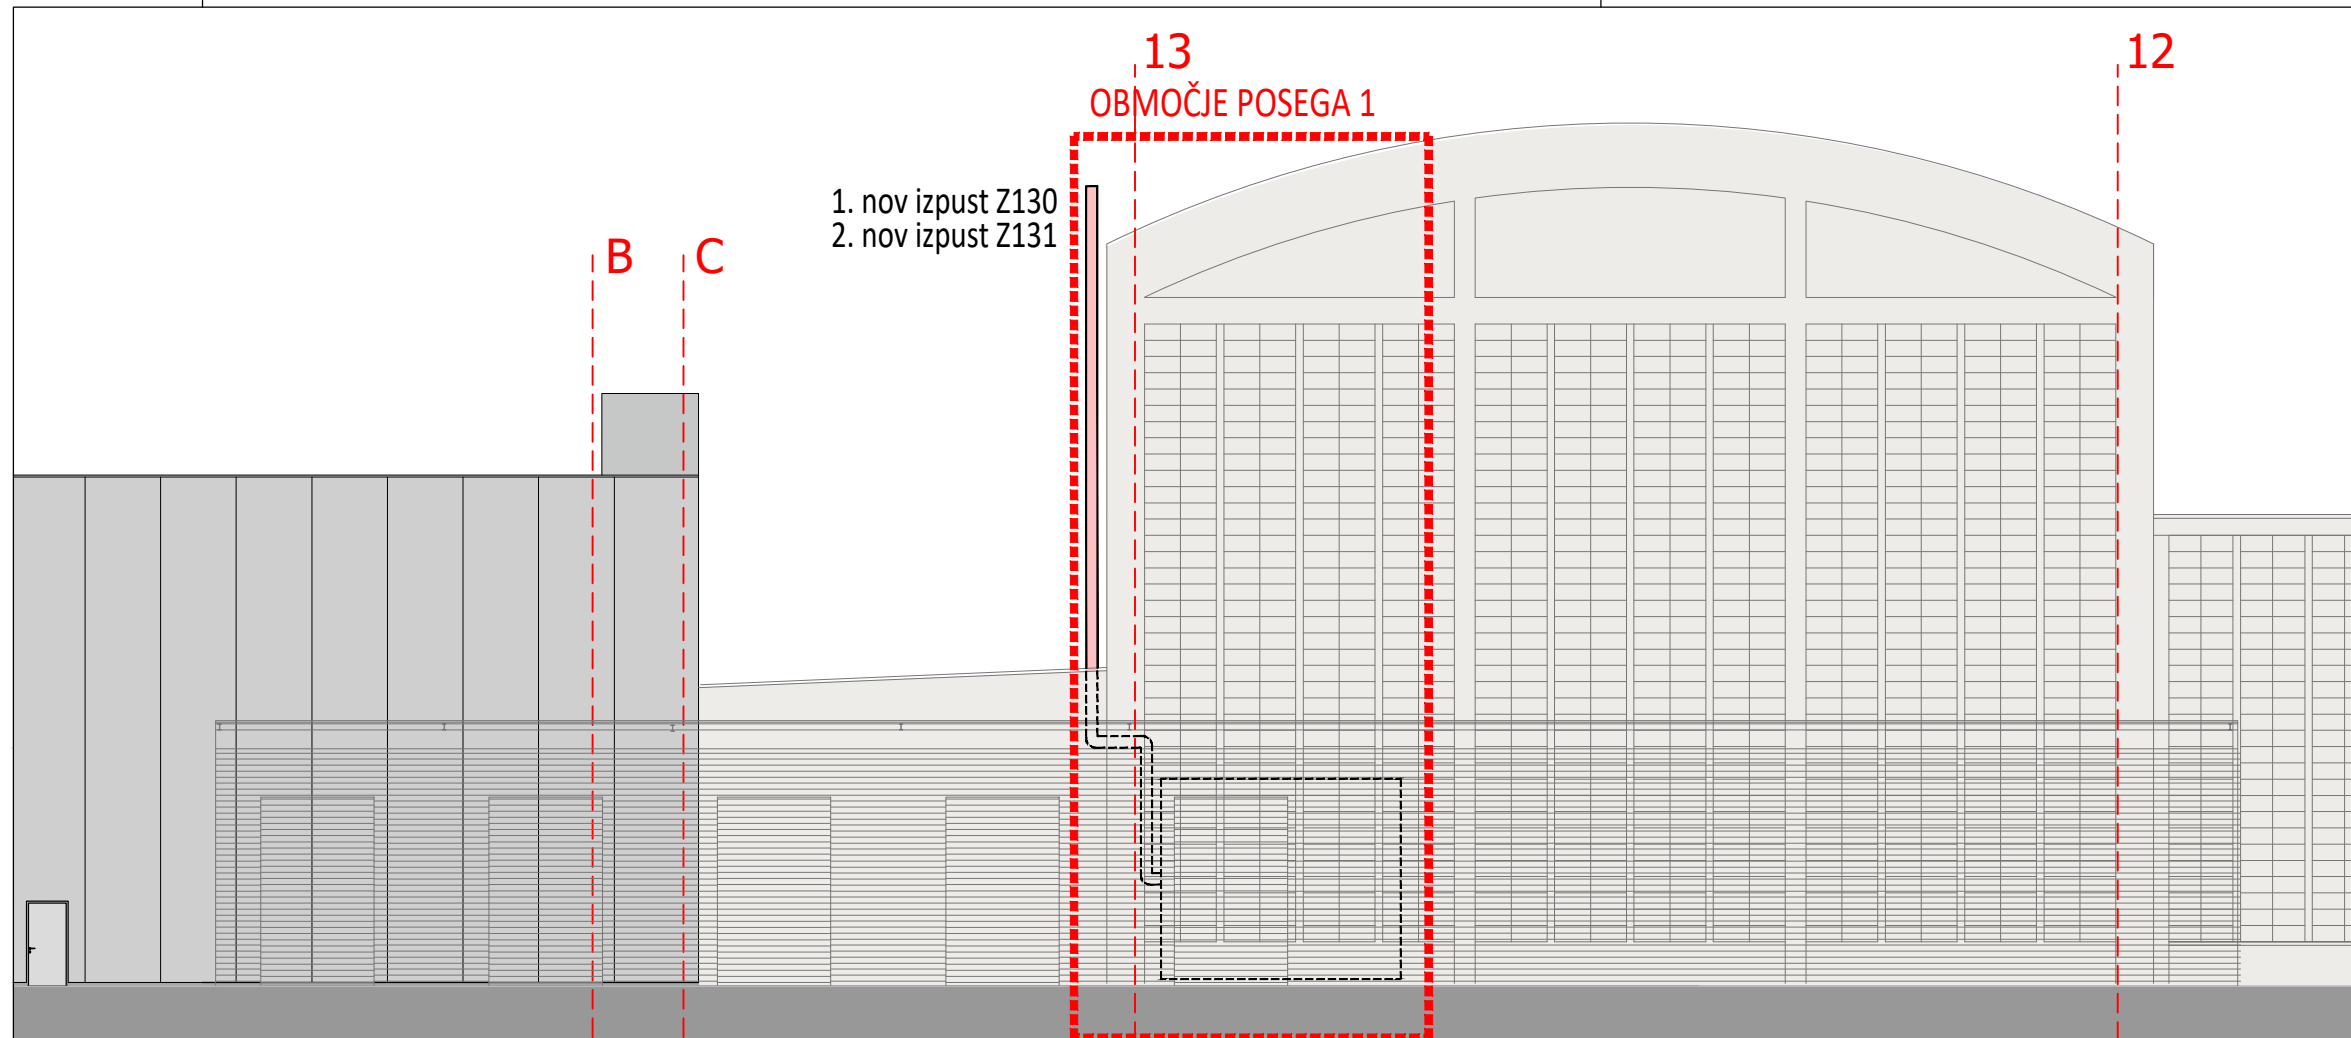 13
12
OBMOČJE POSEGA 1
1. nov izpust Z130
2. nov izpust Z131
B
C